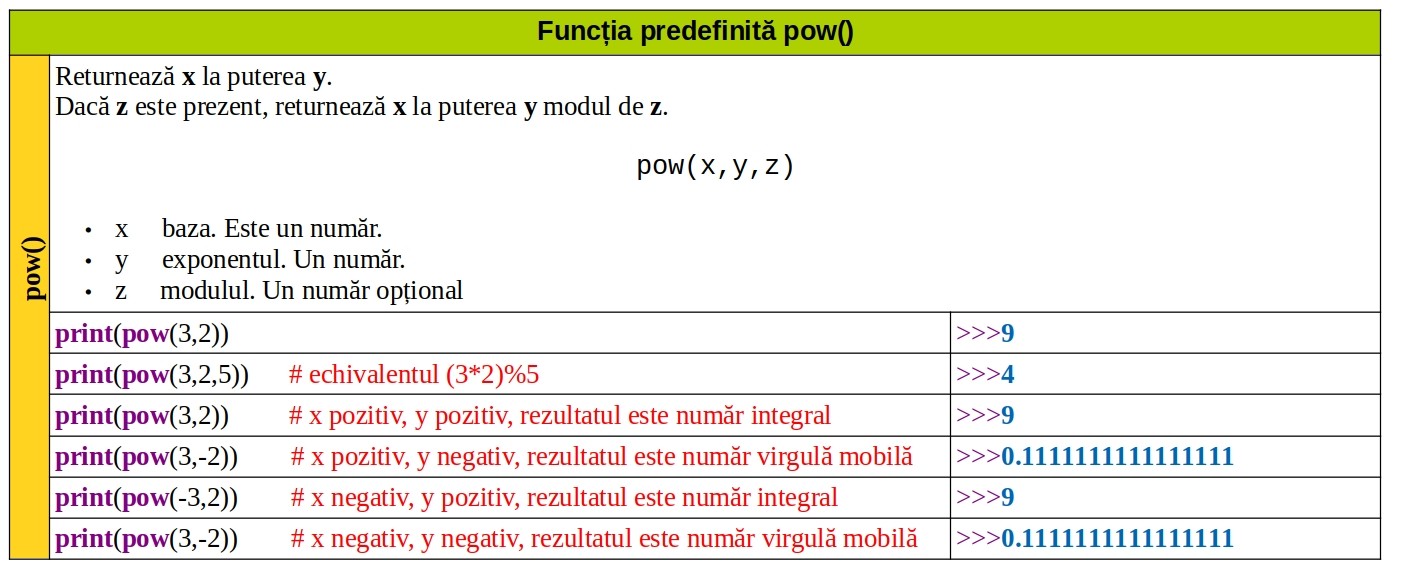 Funcția predefinită pow()
pow()
Returnează x la puterea y.
Dacă z este prezent, returnează x la puterea y modul de z.
pow(x,y,z)
• x baza. Este un număr.
• y exponentul. Un număr.
• z modulul. Un număr opțional
print(pow(3,2)) >>>9
print(pow(3,2,5)) # echivalentul (3*2)%5 >>>4
print(pow(3,2)) # x pozitiv, y pozitiv, rezultatul este număr integral >>>9
print(pow(3,-2)) # x pozitiv, y negativ, rezultatul este număr virgulă mobilă >>>0.1111111111111111
print(pow(-3,2)) # x negativ, y pozitiv, rezultatul este număr integral >>>9
print(pow(3,-2)) # x negativ, y negativ, rezultatul este număr virgulă mobilă >>>0.1111111111111111